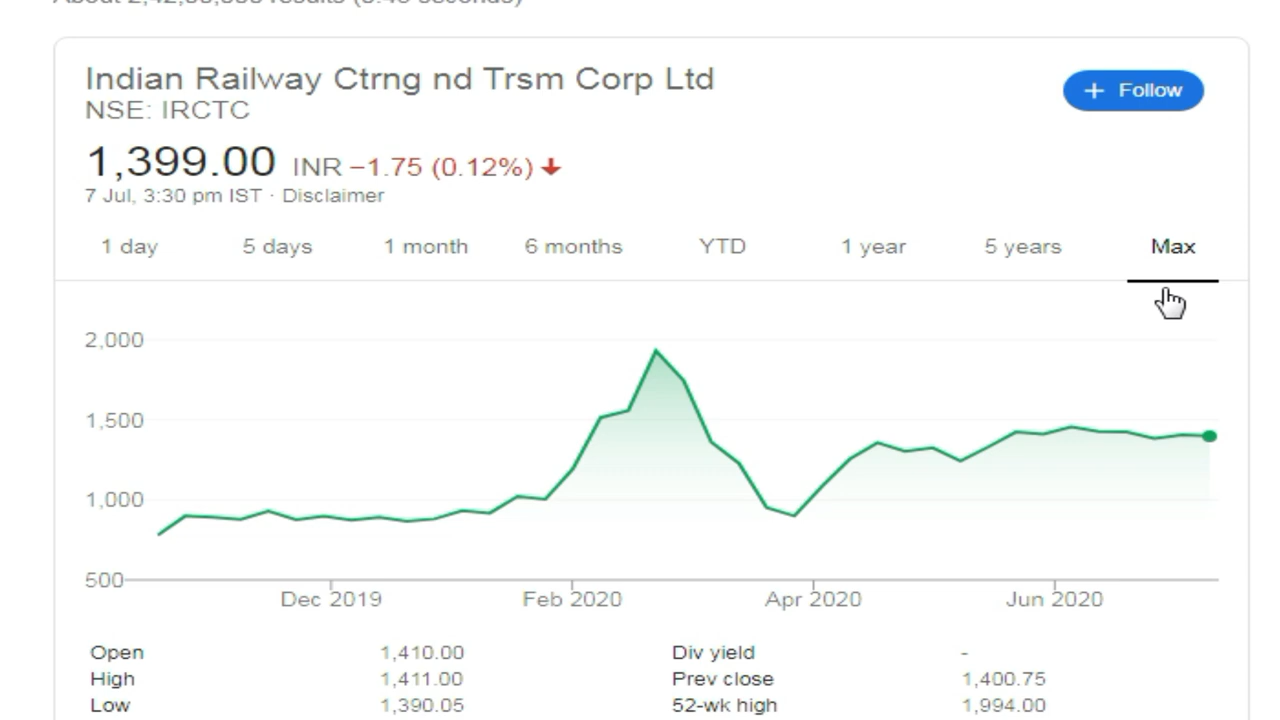 Indian Railway Ctrng nd Trsm Corp Ltd
+ Follow
NSE: IRCTC
1,399.00 INR −1.75 (0.12%)
7 Jul, 3:30 pm IST · Disclaimer
1 day 5 days 1 month 6 months YTD 1 year 5 years Max
2,000
1,500
1,000
500
Dec 2019 Feb 2020 Apr 2020 Jun 2020
Open 1,410.00 Div yield -
High 1,411.00 Prev close 1,400.75
Low 1,390.05 52-wk high 1,994.00